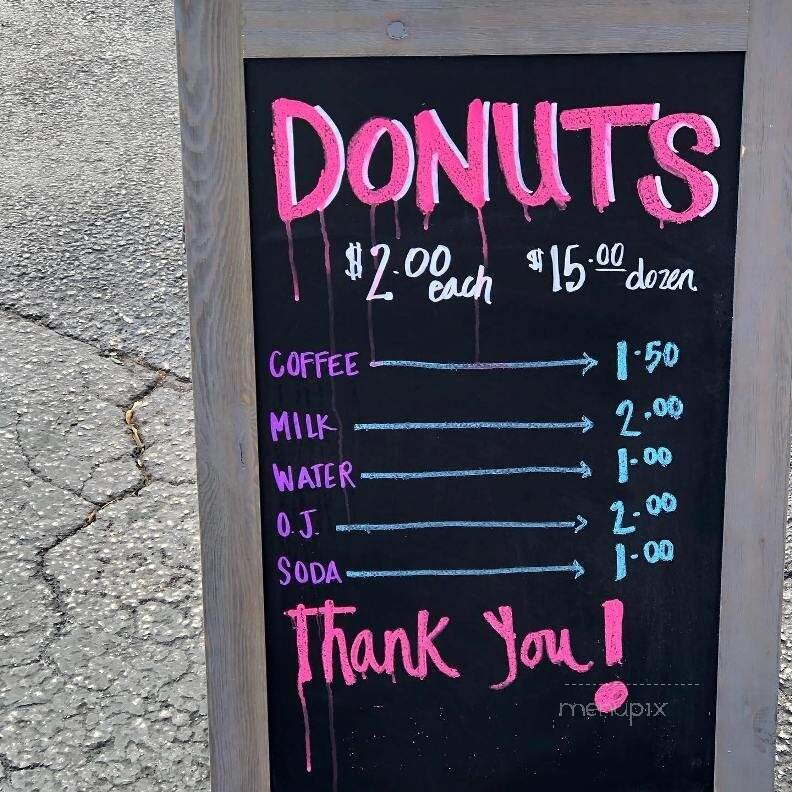 DONUTS
$2.00 each $15.00 dozen
COFFEE → 1.50
MILK → 2.00
WATER → 1.00
O.J. → 2.00
SODA → 1.00
Thank You!
menupix